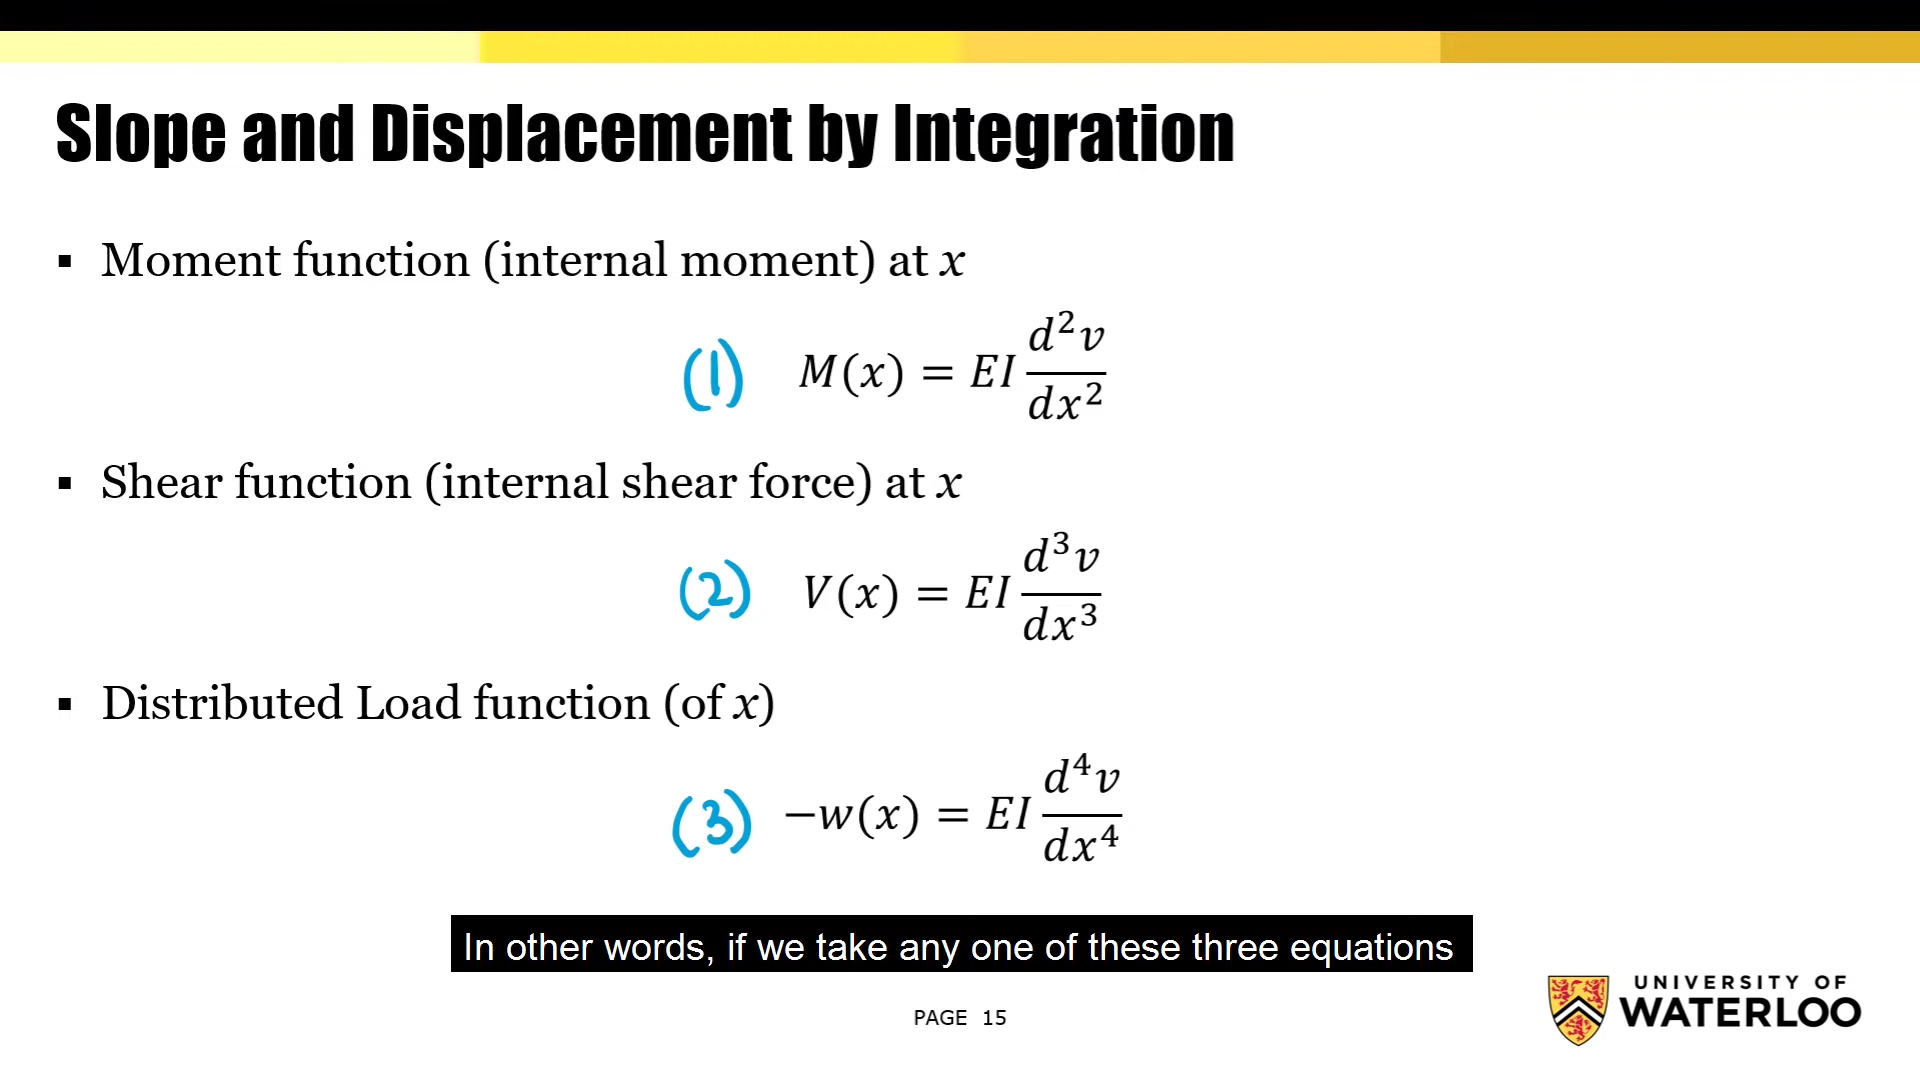 Slope and Displacement by Integration
▪ Moment function (internal moment) at x
(1) M(x) = EI d²v/dx²
▪ Shear function (internal shear force) at x
(2) V(x) = EI d³v/dx³
▪ Distributed Load function (of x)
(3) −w(x) = EI d⁴v/dx⁴
In other words, if we take any one of these three equations
PAGE 15
UNIVERSITY OF
WATERLOO